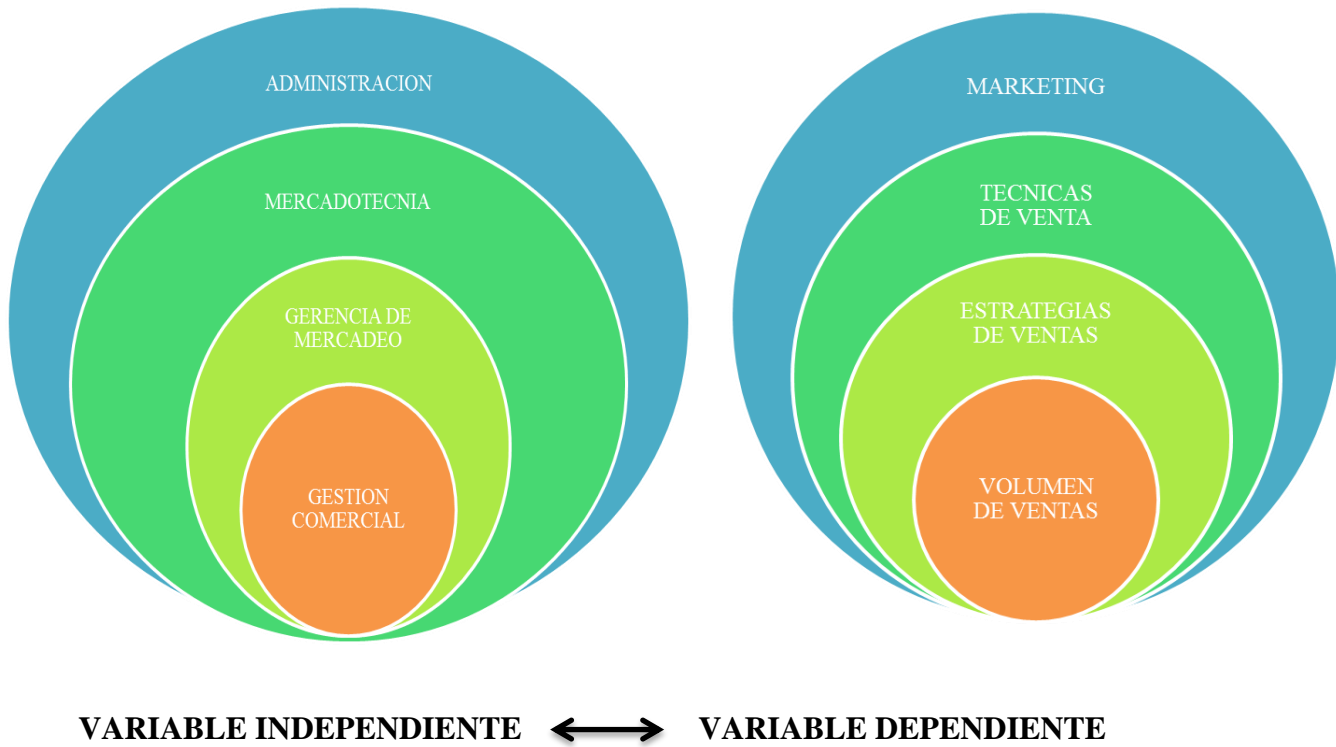 ADMINISTRACION
MERCADOTECNIA
GERENCIA DE
MERCADEO
GESTION
COMERCIAL
MARKETING
TECNICAS
DE VENTA
ESTRATEGIAS
DE VENTAS
VOLUMEN
DE VENTAS
VARIABLE INDEPENDIENTE
VARIABLE DEPENDIENTE